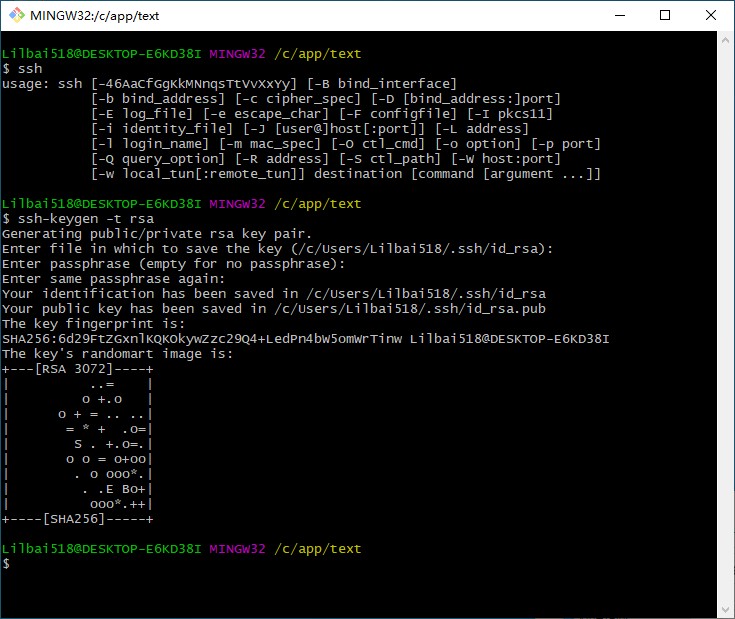 MINGW32:/c/app/text
Lilbai518@DESKTOP-E6KD38I MINGW32 /c/app/text
$ ssh
usage: ssh [-46AaCfGgKkMNnqsTtVvXxYy] [-B bind_interface]
           [-b bind_address] [-c cipher_spec] [-D [bind_address:]port]
           [-E log_file] [-e escape_char] [-F configfile] [-I pkcs11]
           [-i identity_file] [-J [user@]host[:port]] [-L address]
           [-l login_name] [-m mac_spec] [-O ctl_cmd] [-o option] [-p port]
           [-Q query_option] [-R address] [-S ctl_path] [-W host:port]
           [-w local_tun[:remote_tun]] destination [command [argument ...]]
Lilbai518@DESKTOP-E6KD38I MINGW32 /c/app/text
$ ssh-keygen -t rsa
Generating public/private rsa key pair.
Enter file in which to save the key (/c/Users/Lilbai518/.ssh/id_rsa):
Enter passphrase (empty for no passphrase):
Enter same passphrase again:
Your identification has been saved in /c/Users/Lilbai518/.ssh/id_rsa
Your public key has been saved in /c/Users/Lilbai518/.ssh/id_rsa.pub
The key fingerprint is:
SHA256:6d29FtZGxnlKQKOkywZzc29Q4+LedPn4bW5omWrTinw Lilbai518@DESKTOP-E6KD38I
The key's randomart image is:
+---[RSA 3072]----+
|          ..=    |
|         o +.o   |
|      o + = .. ..|
|       = * +  .o=|
|        S . +.o=.|
|       o o = o+oo|
|        . o ooo*.|
|         . .E Bo+|
|          ooo*.++|
+----[SHA256]-----+
Lilbai518@DESKTOP-E6KD38I MINGW32 /c/app/text
$